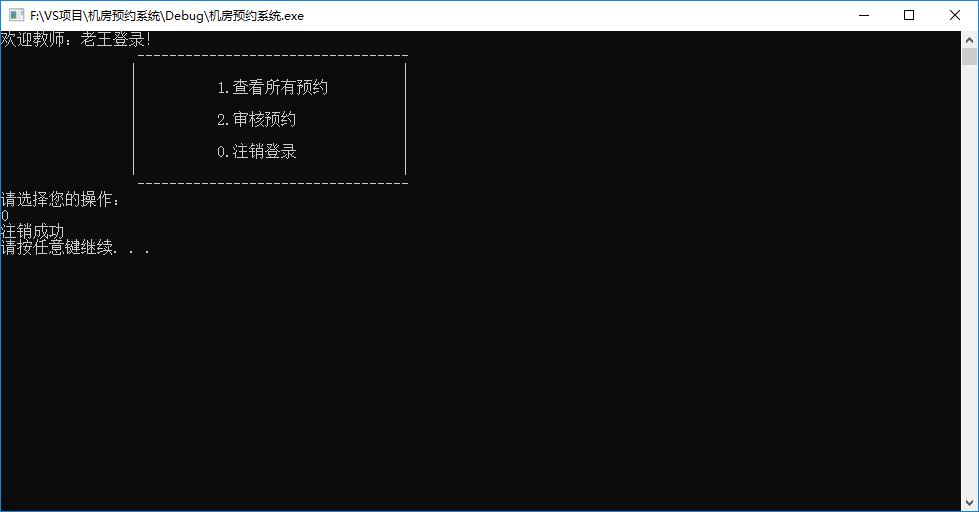 F:\VS项目\机房预约系统\Debug\机房预约系统.exe
欢迎教师：老王登录！
----------------------------------
1.查看所有预约
2.审核预约
0.注销登录
----------------------------------
请选择您的操作：
0
注销成功
请按任意键继续. . .